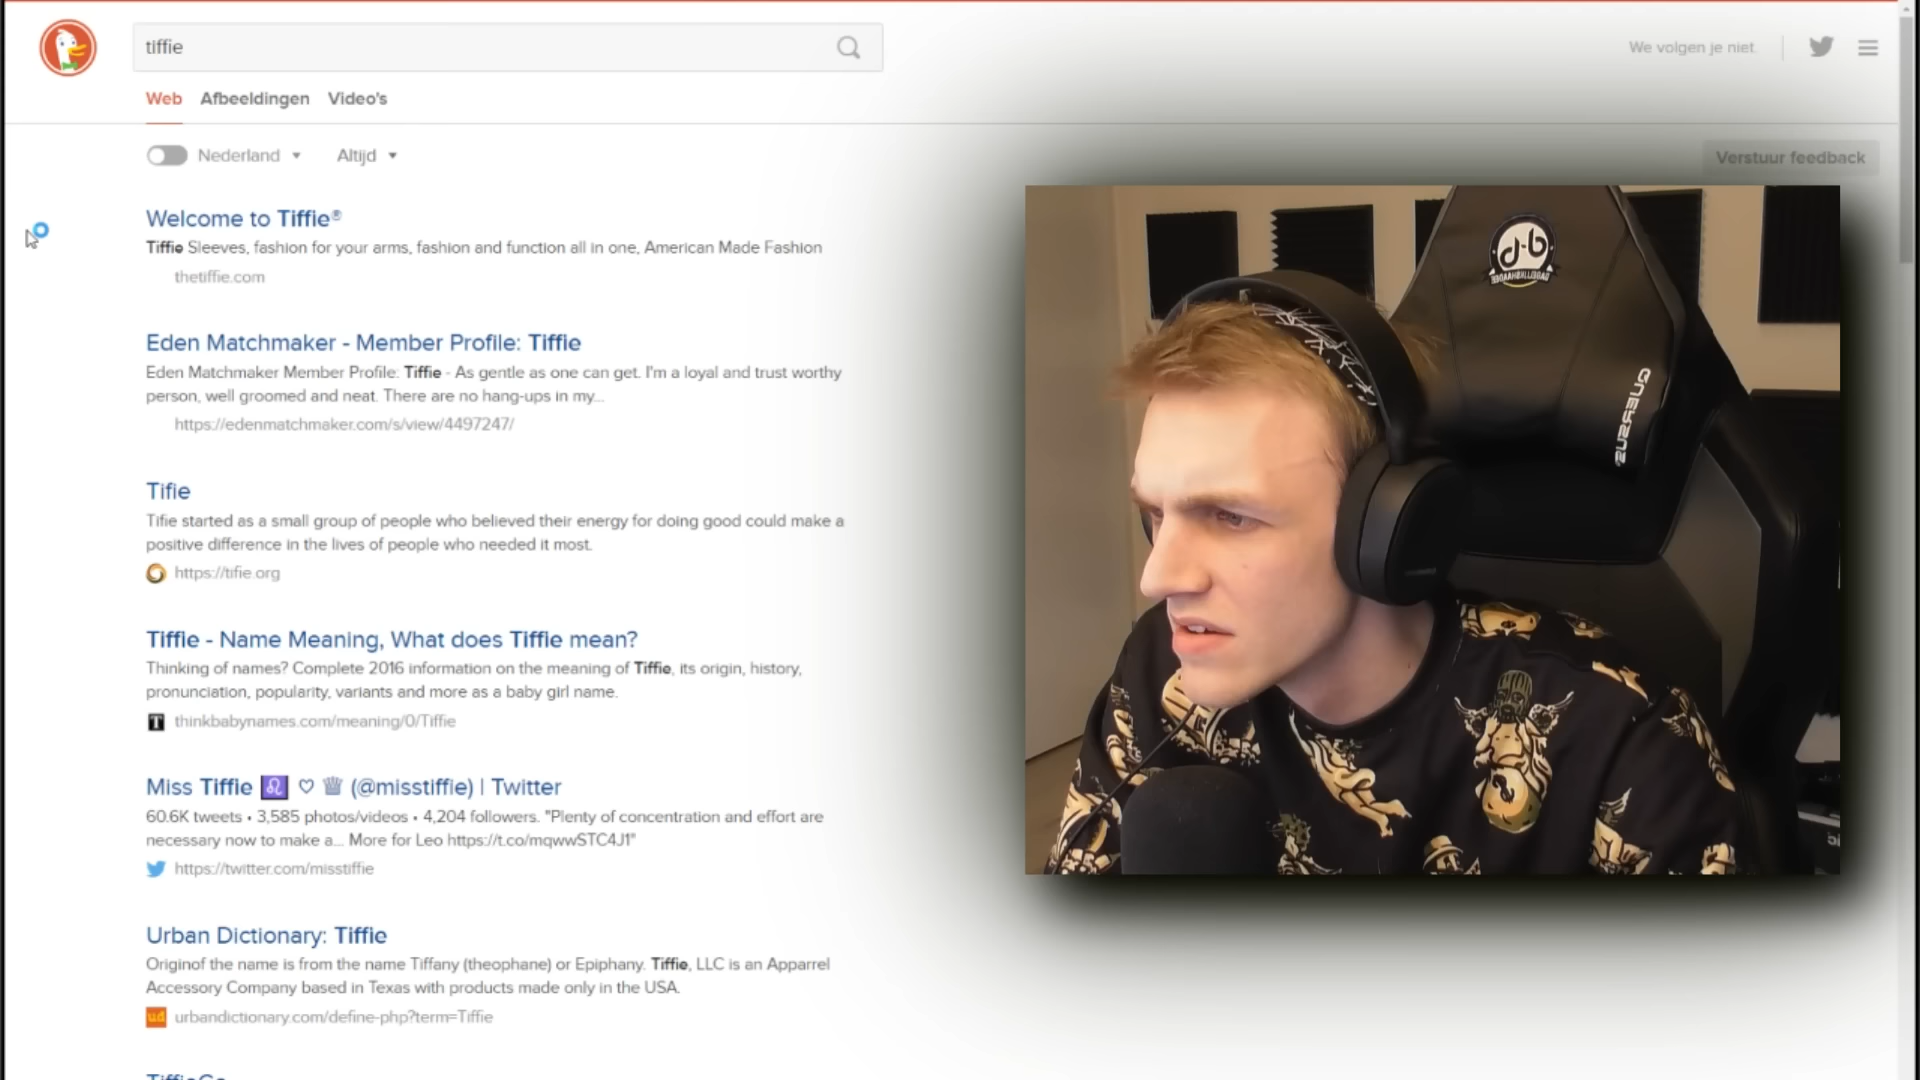 tiffie
We volgen je niet.
Web Afbeeldingen Video's
Nederland Altijd
Verstuur feedback
Welcome to Tiffie®
Tiffie Sleeves, fashion for your arms, fashion and function all in one, American Made Fashion
thetiffie.com
Eden Matchmaker - Member Profile: Tiffie
Eden Matchmaker Member Profile: Tiffie - As gentle as one can get. I'm a loyal and trust worthy
person, well groomed and neat. There are no hang-ups in my...
https://edenmatchmaker.com/s/view/4497247/
Tifie
Tifie started as a small group of people who believed their energy for doing good could make a
positive difference in the lives of people who needed it most.
https://tifie.org
Tiffie - Name Meaning, What does Tiffie mean?
Thinking of names? Complete 2016 information on the meaning of Tiffie, its origin, history,
pronunciation, popularity, variants and more as a baby girl name.
T thinkbabynames.com/meaning/0/Tiffie
Miss Tiffie ♌ ♡ ♕ (@misstiffie) | Twitter
60.6K tweets • 3,585 photos/videos • 4,204 followers. "Plenty of concentration and effort are
necessary now to make a... More for Leo https://t.co/mqwwSTC4J1"
https://twitter.com/misstiffie
Urban Dictionary: Tiffie
Originof the name is from the name Tiffany (theophane) or Epiphany. Tiffie, LLC is an Apparrel
Accessory Company based in Texas with products made only in the USA.
ud urbandictionary.com/define-php?term=Tiffie
QUERSUS